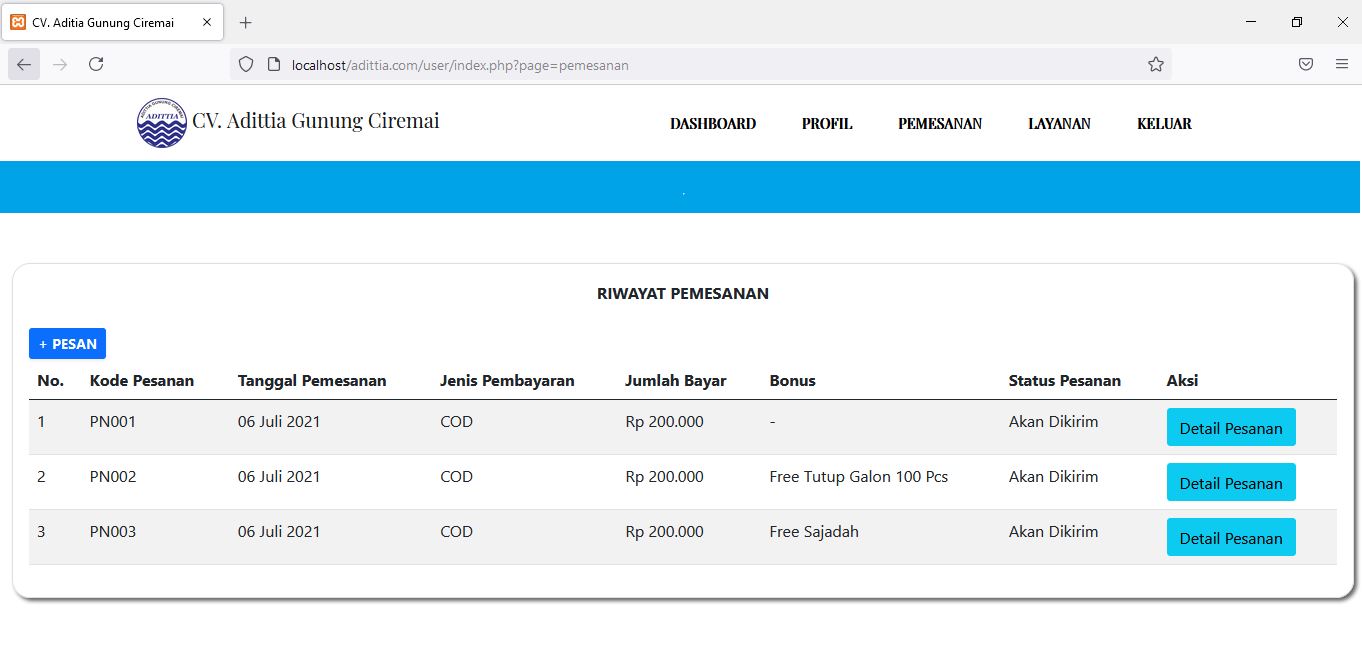 CV. Aditia Gunung Ciremai
localhost/adittia.com/user/index.php?page=pemesanan
ADITTIA GUNUNG CIREMAI
ADITTIA
CV. Adittia Gunung Ciremai
DASHBOARD PROFIL PEMESANAN LAYANAN KELUAR
.
RIWAYAT PEMESANAN
+ PESAN
No. Kode Pesanan Tanggal Pemesanan Jenis Pembayaran Jumlah Bayar Bonus Status Pesanan Aksi
1 PN001 06 Juli 2021 COD Rp 200.000 - Akan Dikirim Detail Pesanan
2 PN002 06 Juli 2021 COD Rp 200.000 Free Tutup Galon 100 Pcs Akan Dikirim Detail Pesanan
3 PN003 06 Juli 2021 COD Rp 200.000 Free Sajadah Akan Dikirim Detail Pesanan